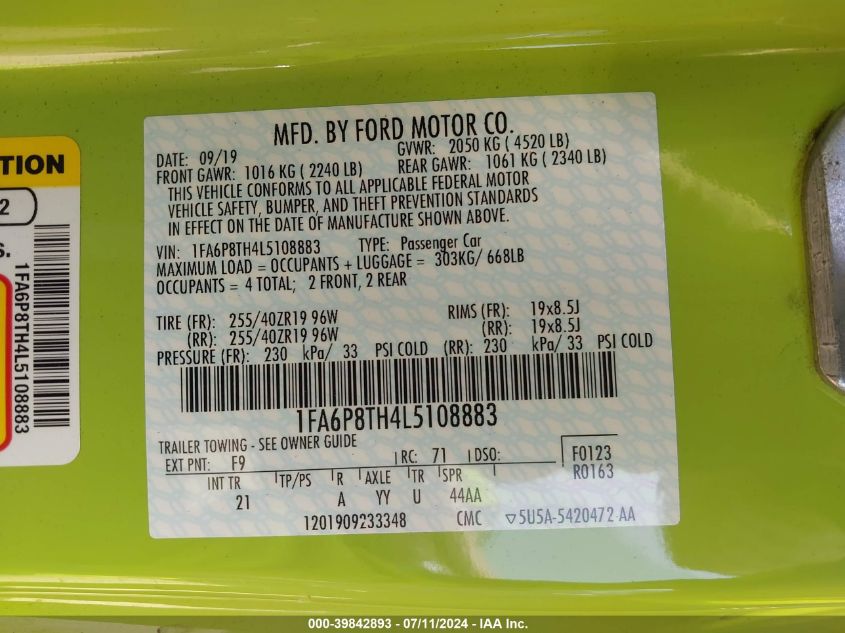 TION
2
S.
1FA6P8TH4L5108883
MFD. BY FORD MOTOR CO.
DATE: 09/19 GVWR: 2050 KG ( 4520 LB)
FRONT GAWR: 1016 KG ( 2240 LB) REAR GAWR: 1061 KG ( 2340 LB)
THIS VEHICLE CONFORMS TO ALL APPLICABLE FEDERAL MOTOR
VEHICLE SAFETY, BUMPER, AND THEFT PREVENTION STANDARDS
IN EFFECT ON THE DATE OF MANUFACTURE SHOWN ABOVE.
VIN: 1FA6P8TH4L5108883 TYPE: Passenger Car
MAXIMUM LOAD = OCCUPANTS + LUGGAGE = 303KG/ 668LB
OCCUPANTS = 4 TOTAL; 2 FRONT, 2 REAR
TIRE (FR): 255/40ZR19 96W RIMS (FR): 19x8.5J
(RR): 255/40ZR19 96W (RR): 19x8.5J
PRESSURE (FR): 230 kPa/ 33 PSI COLD (RR): 230 kPa/ 33 PSI COLD
1FA6P8TH4L5108883
TRAILER TOWING - SEE OWNER GUIDE
EXT PNT: F9 RC: 71 DSO: F0123
INT TR TP/PS R AXLE TR SPR R0163
21 A YY U 44AA
1201909233348 CMC ▽5U5A-5420472 AA
000-39842893 - 07/11/2024 - IAA Inc.